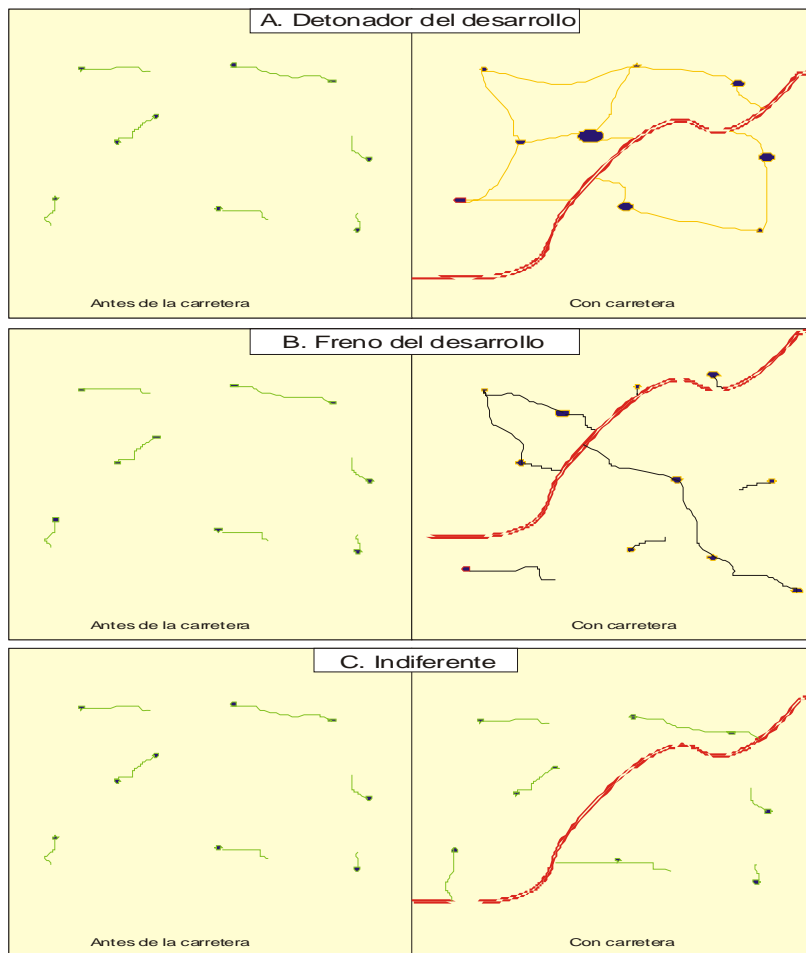 A. Detonador del desarrollo
Antes de la carretera
Con carretera
B. Freno del desarrollo
Antes de la carretera
Con carretera
C. Indiferente
Antes de la carretera
Con carretera